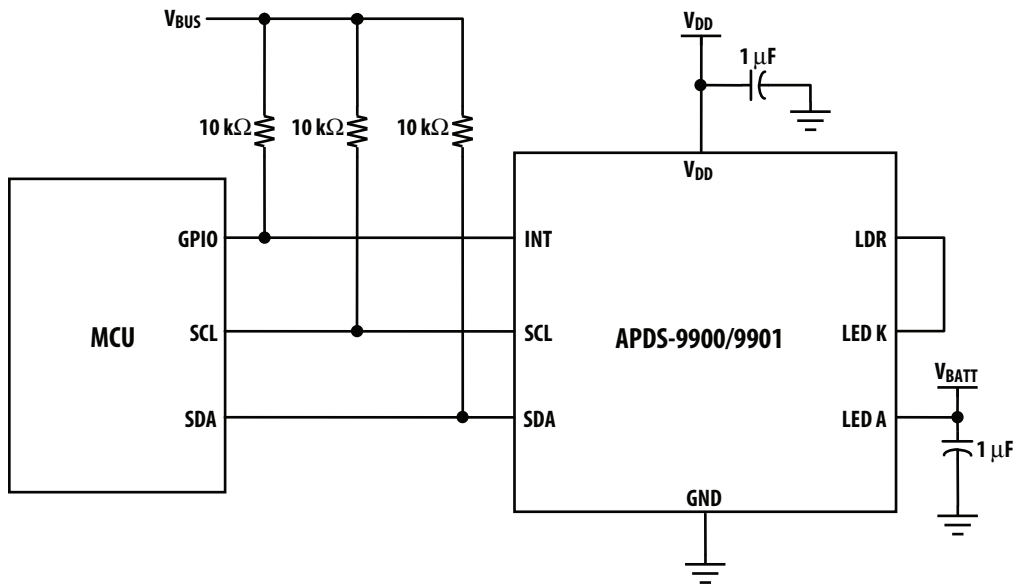 VBUS
VDD
1 μF
10 kΩ
10 kΩ
10 kΩ
VDD
GPIO
INT
LDR
MCU
SCL
SCL
APDS-9900/9901
LED K
VBATT
SDA
SDA
LED A
1 μF
GND